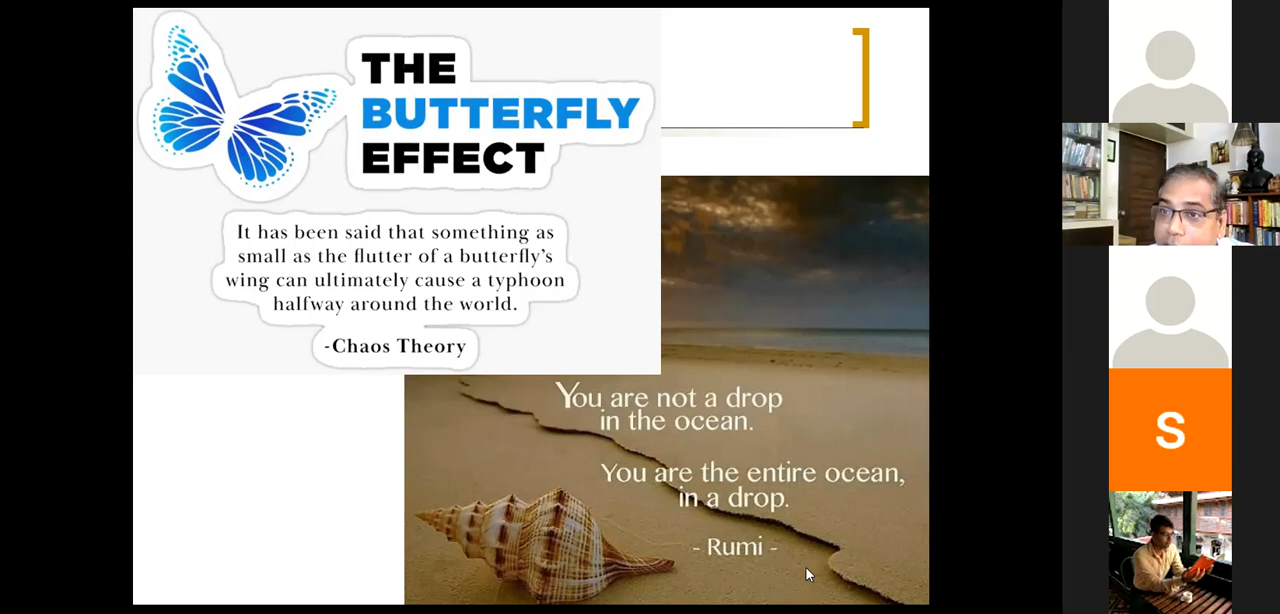 THE
BUTTERFLY
EFFECT
It has been said that something as
small as the flutter of a butterfly's
wing can ultimately cause a typhoon
halfway around the world.
-Chaos Theory
You are not a drop
in the ocean.
You are the entire ocean,
in a drop.
- Rumi -
S